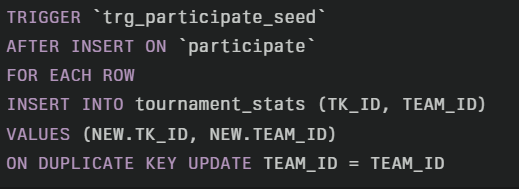 TRIGGER `trg_participate_seed`
AFTER INSERT ON `participate`
FOR EACH ROW
INSERT INTO tournament_stats (TK_ID, TEAM_ID)
VALUES (NEW.TK_ID, NEW.TEAM_ID)
ON DUPLICATE KEY UPDATE TEAM_ID = TEAM_ID